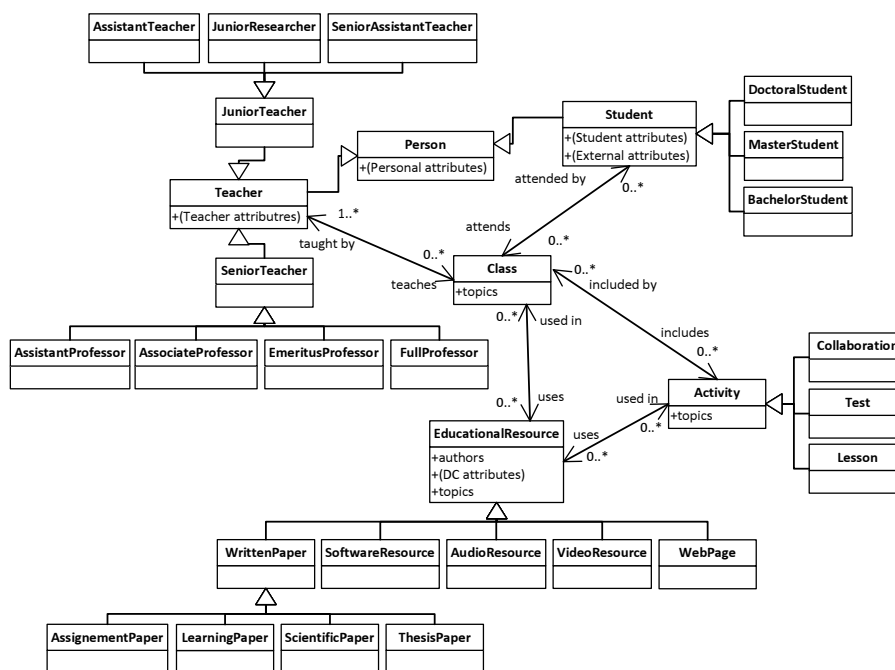 AssistantTeacher
JuniorResearcher
SeniorAssistantTeacher
JuniorTeacher
Person
+(Personal attributes)
Student
+(Student attributes)
+(External attributes)
DoctoralStudent
MasterStudent
BachelorStudent
Teacher
+(Teacher attributres)
1..*
taught by
0..*
teaches
attended by
0..*
attends
0..*
SeniorTeacher
Class
+topics
0..*
included by
includes
0..*
AssistantProfessor
AssociateProfessor
EmeritusProfessor
FullProfessor
0..*
used in
uses
0..*
Activity
+topics
Collaboration
Test
Lesson
used in
0..*
uses
0..*
EducationalResource
+authors
+(DC attributes)
+topics
WrittenPaper
SoftwareResource
AudioResource
VideoResource
WebPage
AssignementPaper
LearningPaper
ScientificPaper
ThesisPaper